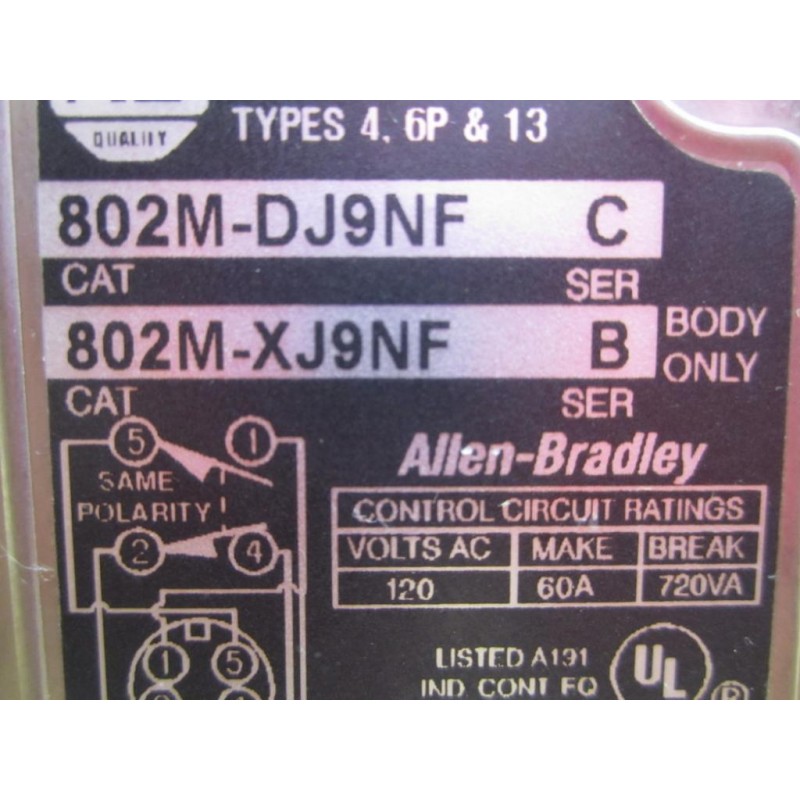 QUALITY
TYPES 4, 6P & 13
802M-DJ9NF C
CAT SER
802M-XJ9NF B BODY ONLY
CAT SER
5 1
SAME
POLARITY
2 4
Allen-Bradley
CONTROL CIRCUIT RATINGS
VOLTS AC MAKE BREAK
120 60A 720VA
1 5
LISTED A191 UL
IND CONT EQ ®